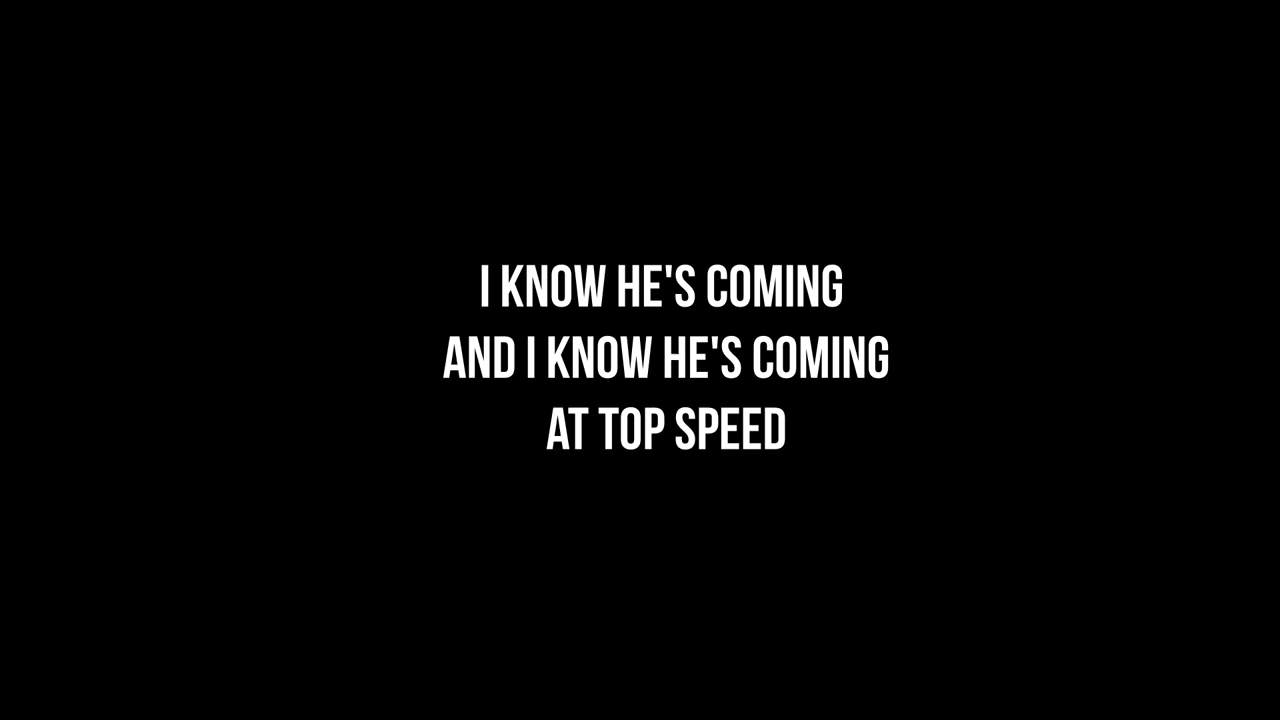 I KNOW HE'S COMING
AND I KNOW HE'S COMING
AT TOP SPEED